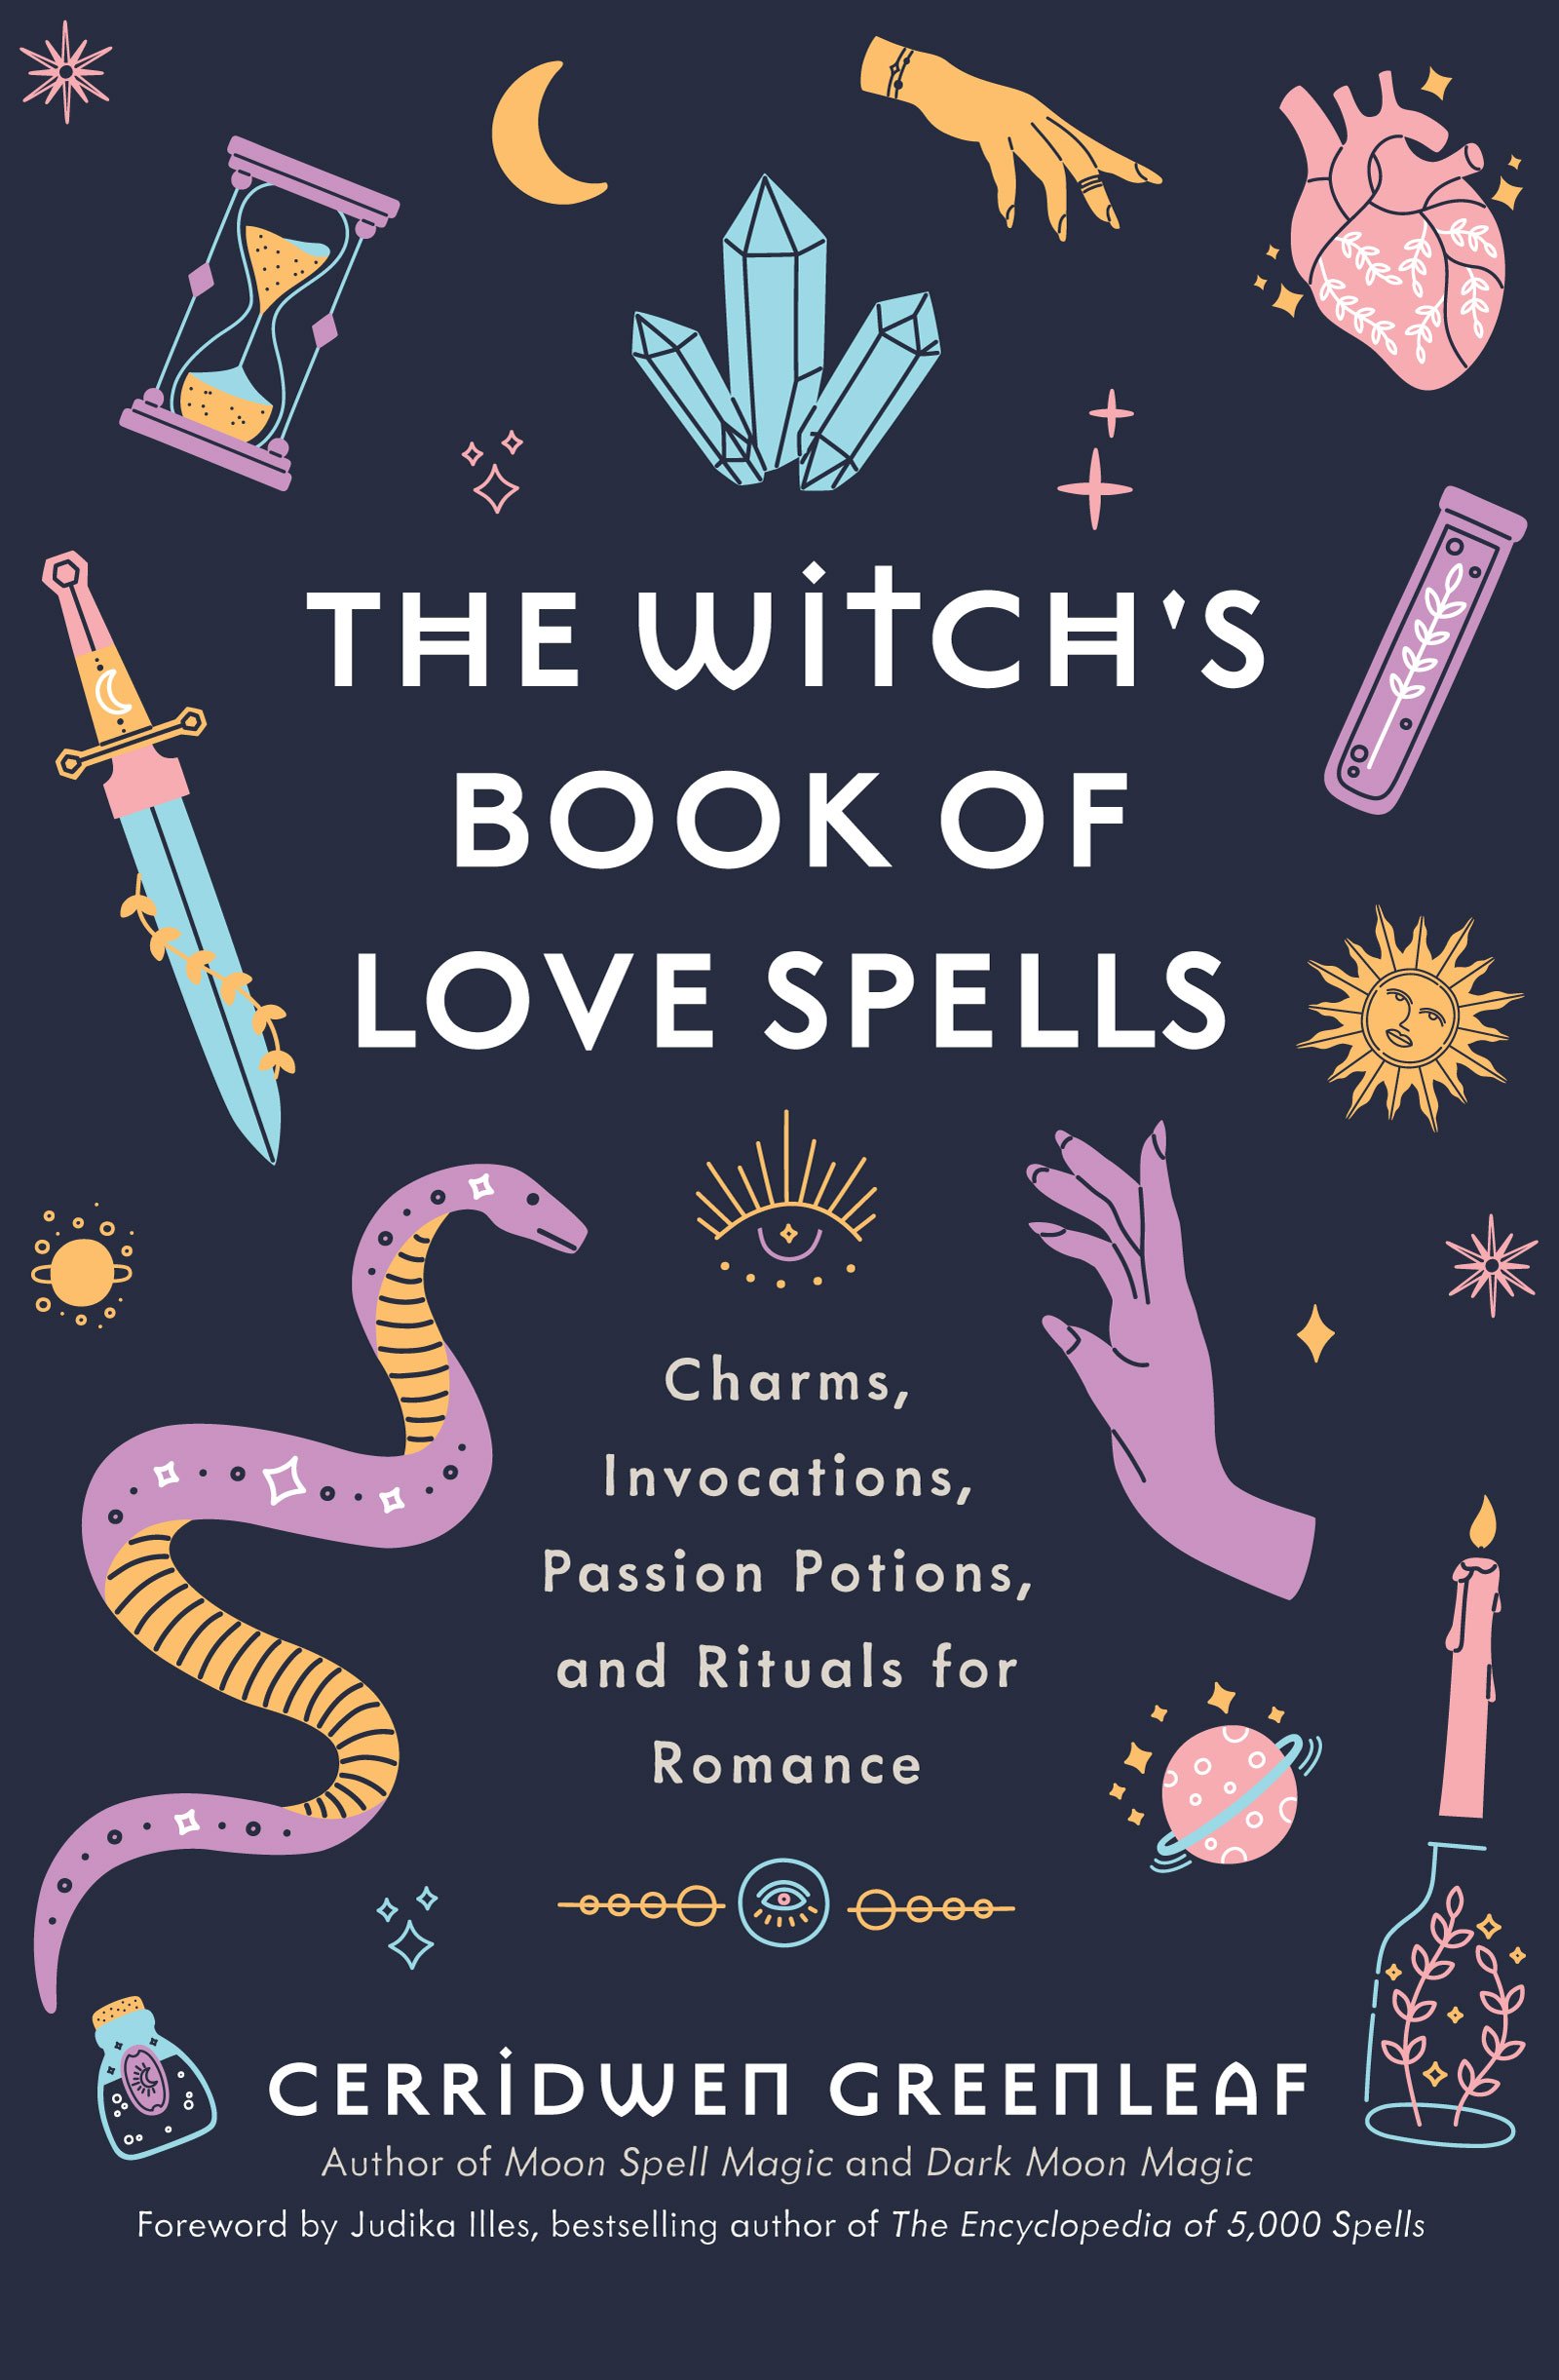 THE WITCH'S
BOOK OF
LOVE SPELLS
Charms,
Invocations,
Passion Potions,
and Rituals for
Romance
CERRIDWEN GREENLEAF
Author of Moon Spell Magic and Dark Moon Magic
Foreword by Judika Illes, bestselling author of The Encyclopedia of 5,000 Spells